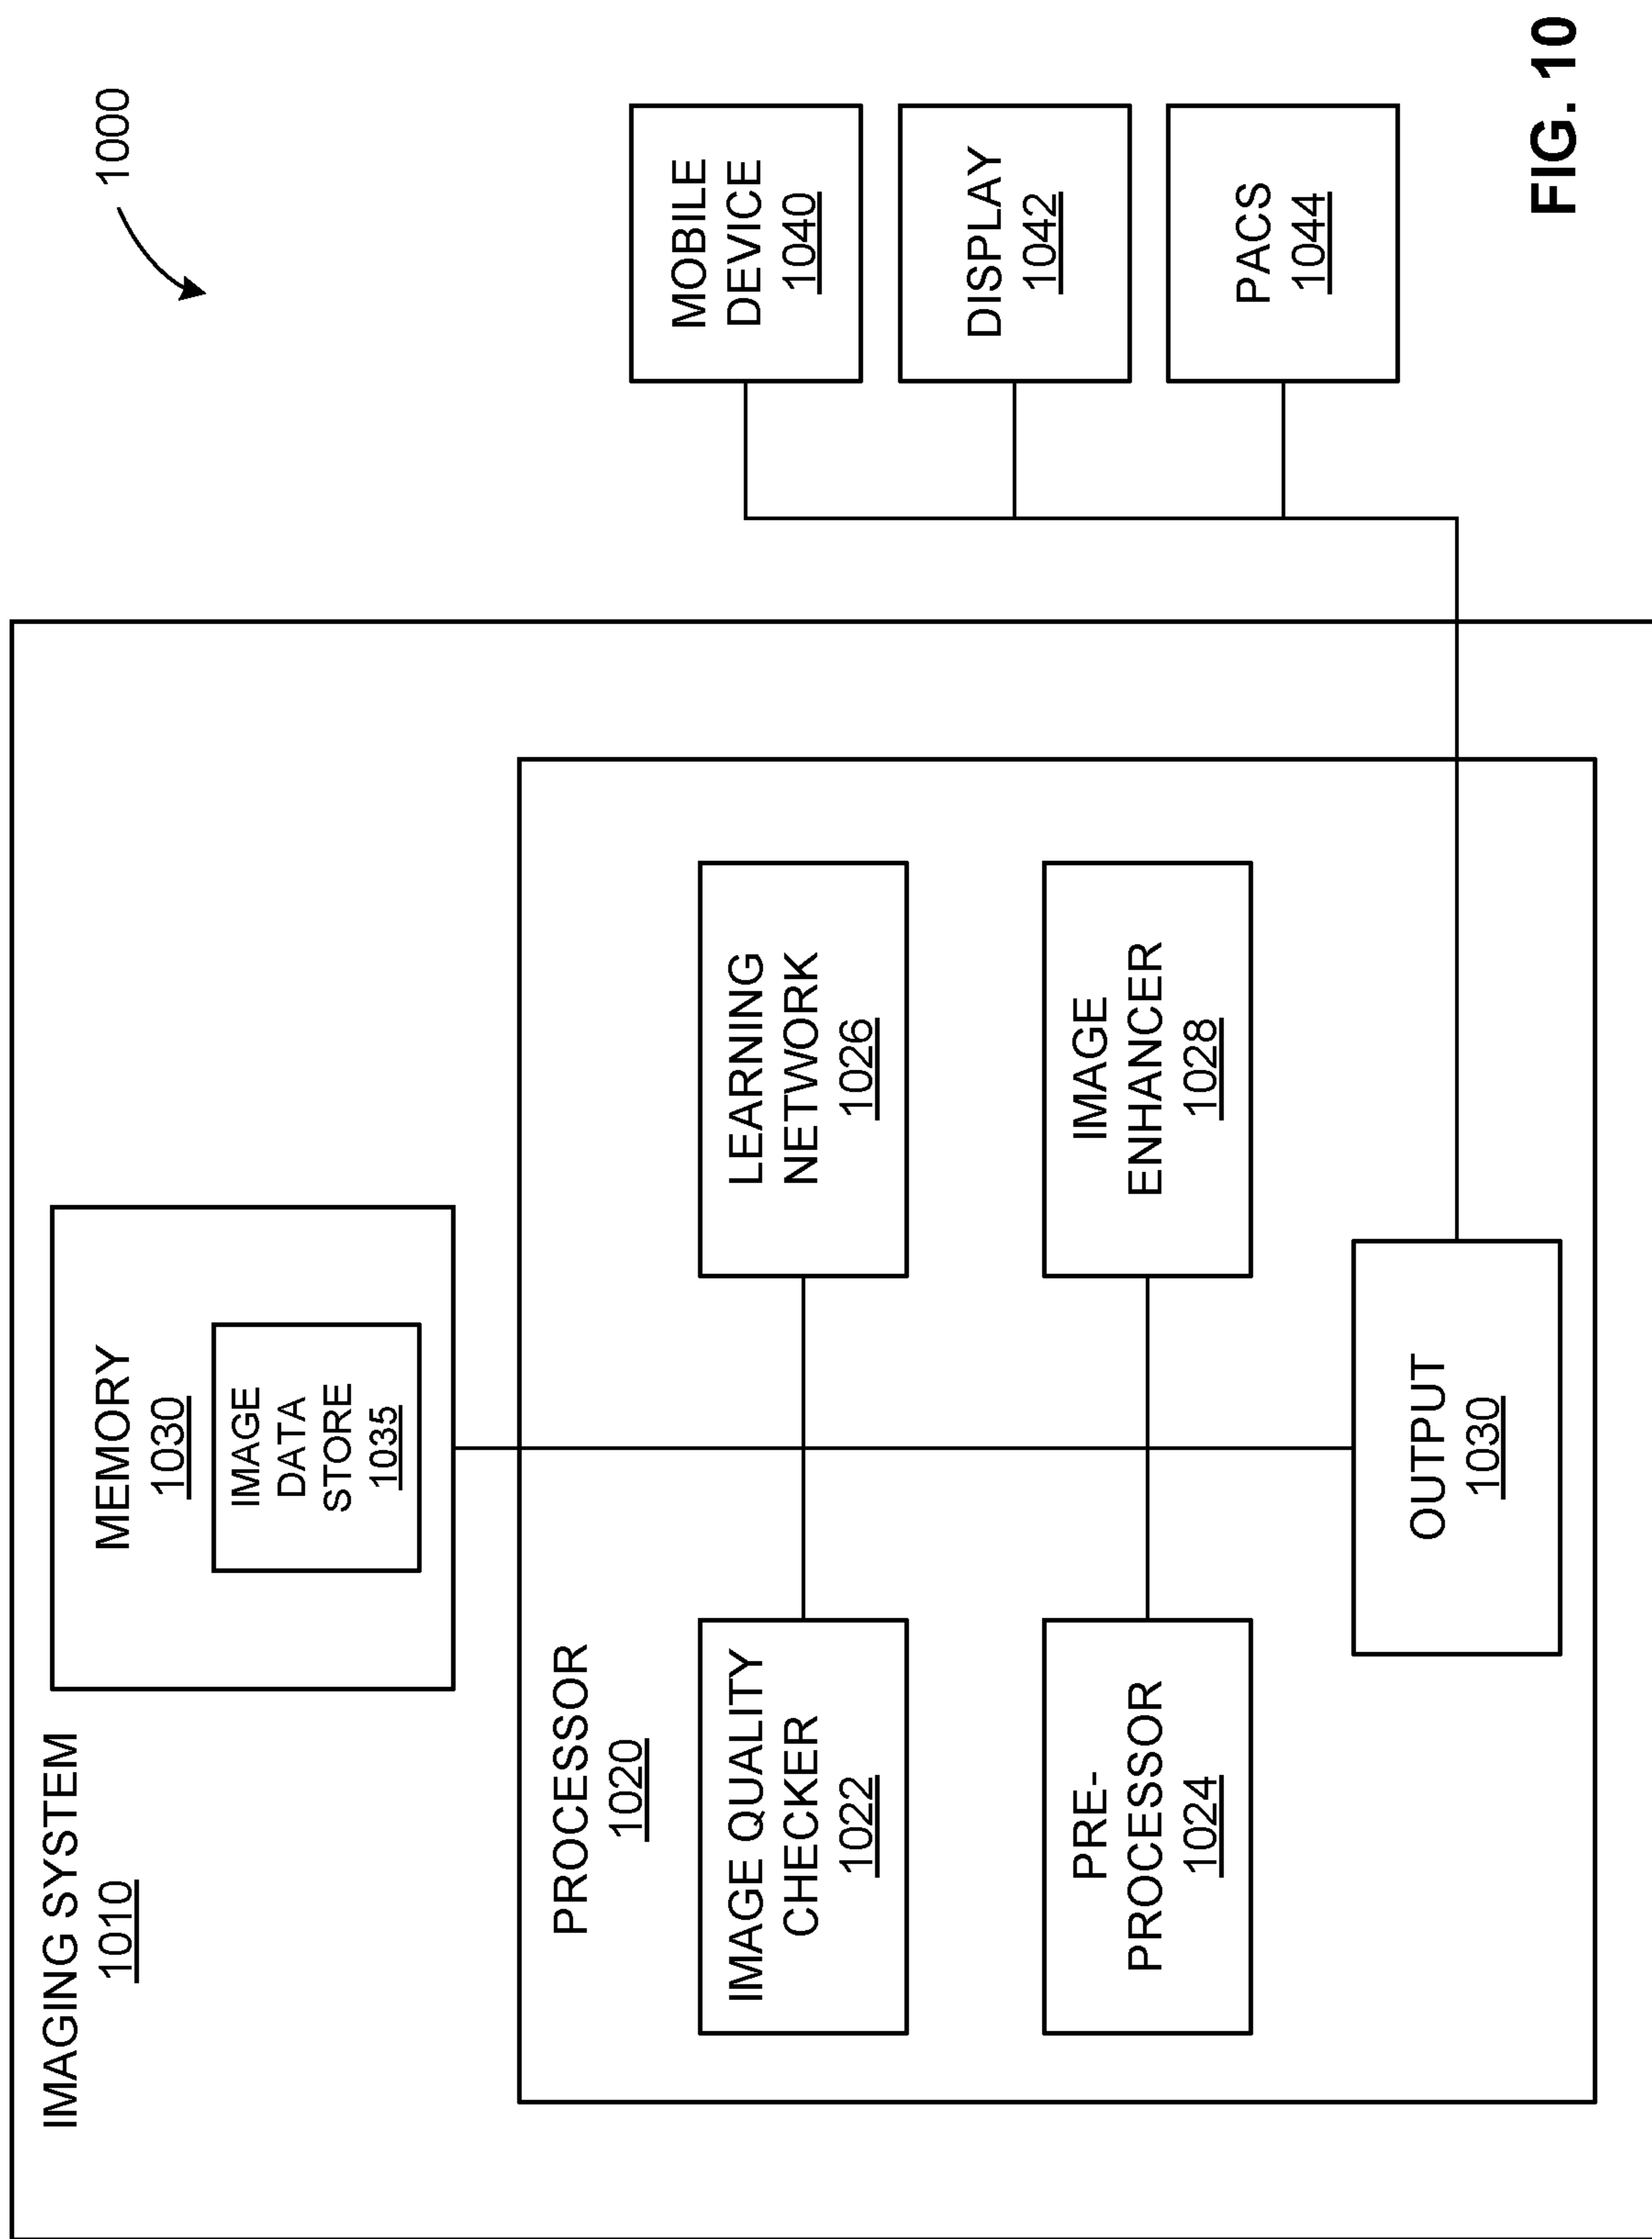 1000
IMAGING SYSTEM
1010
MEMORY
1030
IMAGE
DATA
STORE
1035
PROCESSOR
1020
IMAGE QUALITY
CHECKER
1022
LEARNING
NETWORK
1026
PRE-
PROCESSOR
1024
IMAGE
ENHANCER
1028
OUTPUT
1030
MOBILE
DEVICE
1040
DISPLAY
1042
PACS
1044
FIG. 10